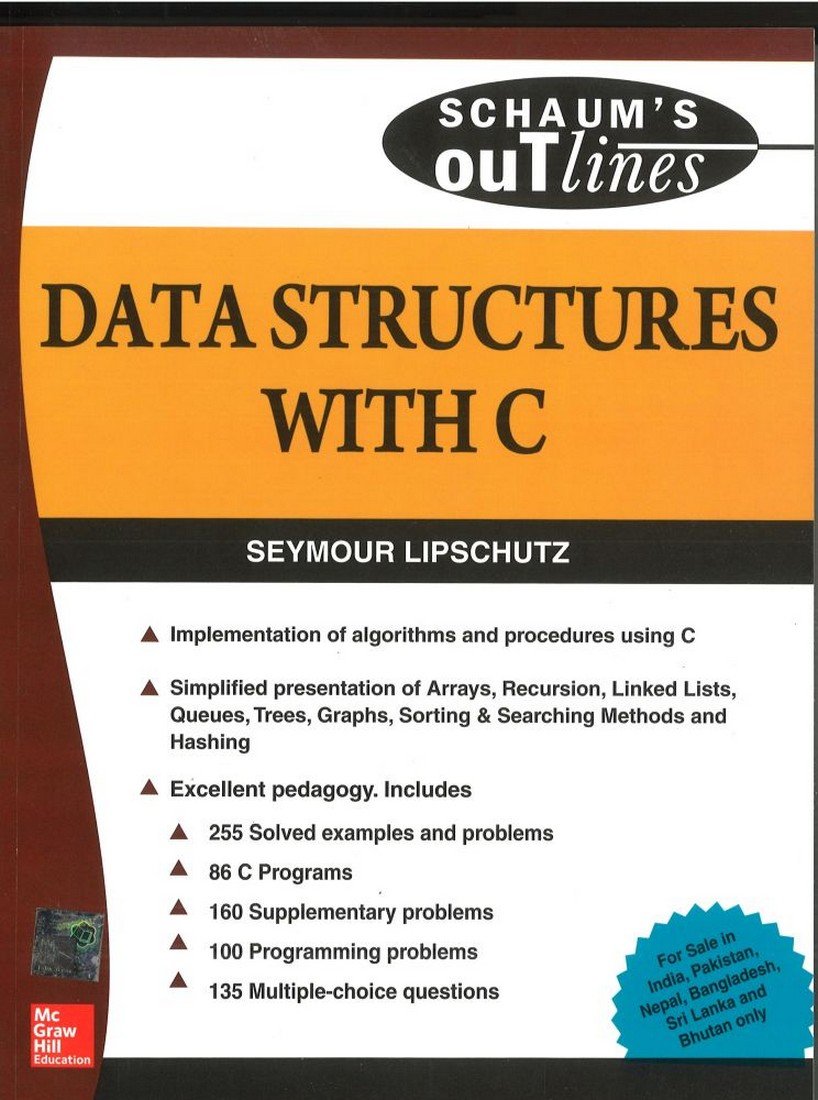 SCHAUM'S
ouTlines
DATA STRUCTURES
WITH C
SEYMOUR LIPSCHUTZ
Implementation of algorithms and procedures using C
Simplified presentation of Arrays, Recursion, Linked Lists,
Queues, Trees, Graphs, Sorting & Searching Methods and
Hashing
Excellent pedagogy. Includes
255 Solved examples and problems
86 C Programs
160 Supplementary problems
100 Programming problems
135 Multiple-choice questions
For Sale in
India, Pakistan,
Nepal, Bangladesh,
Sri Lanka and
Bhutan only
Mc
Graw
Hill
Education